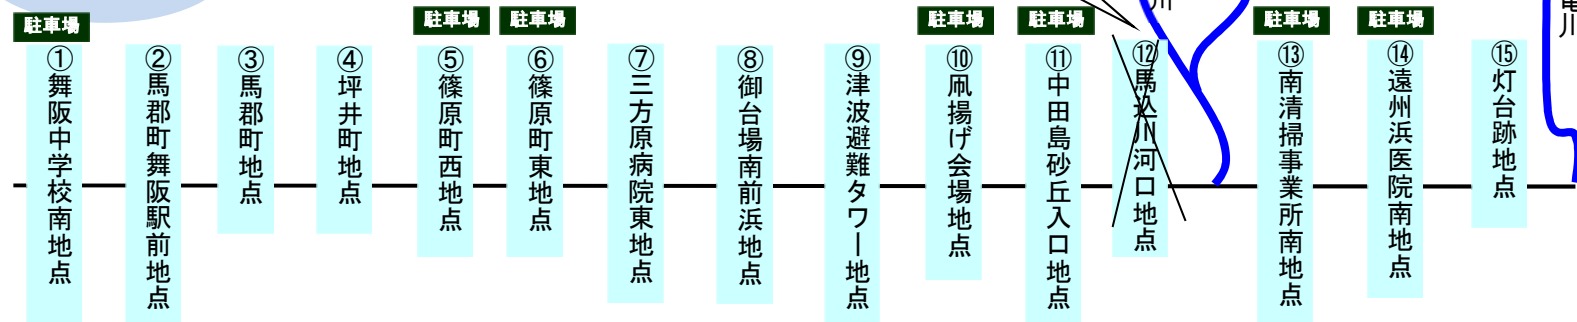 駐車場
①舞阪中学校南地点
②馬郡町舞阪駅前地点
③馬郡町地点
④坪井町地点
駐車場
⑤篠原町西地点
駐車場
⑥篠原町東地点
⑦三方原病院東地点
⑧御台場南前浜地点
⑨津波避難タワー地点
駐車場
⑩凧揚げ会場地点
駐車場
⑪中田島砂丘入口地点
⑫馬込川河口地点
川
駐車場
⑬南清掃事業所南地点
駐車場
⑭遠州浜医院南地点
⑮灯台跡地点
竜川